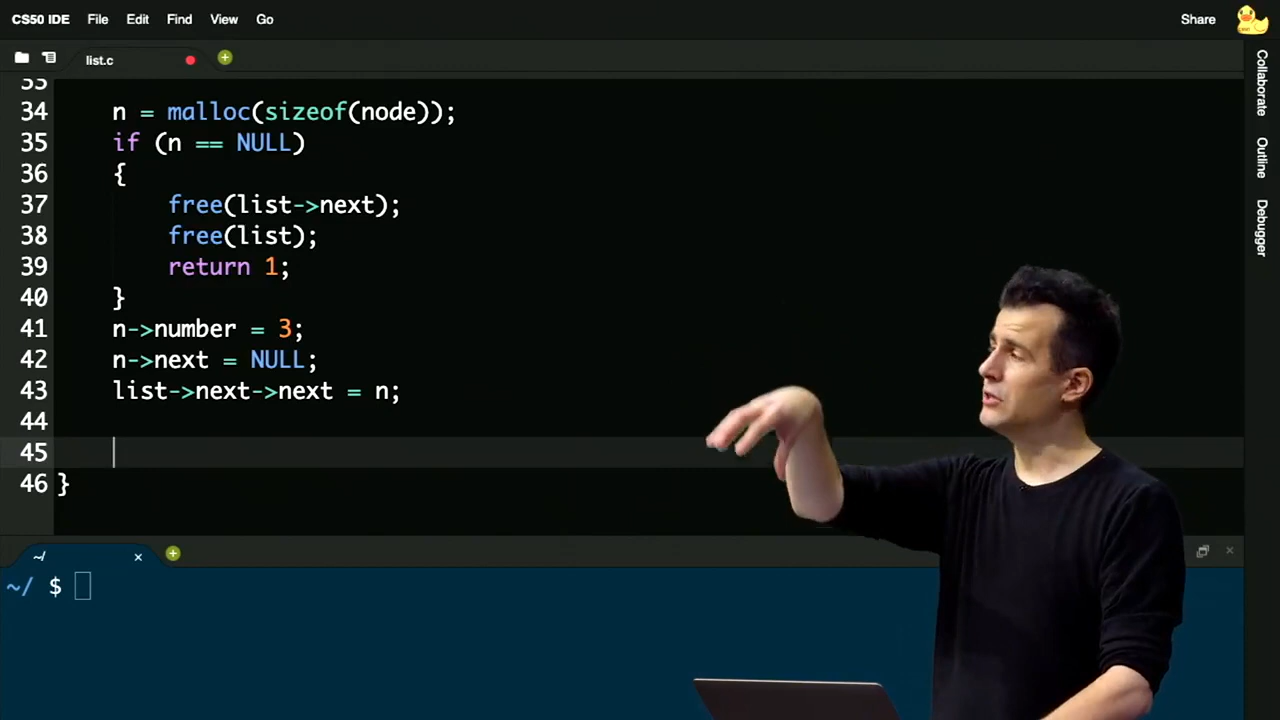 CS50 IDE File Edit Find View Go Share
list.c
Collaborate
Outline
Debugger
33
34 n = malloc(sizeof(node));
35 if (n == NULL)
36 {
37 free(list->next);
38 free(list);
39 return 1;
40 }
41 n->number = 3;
42 n->next = NULL;
43 list->next->next = n;
44
45
46 }
~/ ×
~/ $